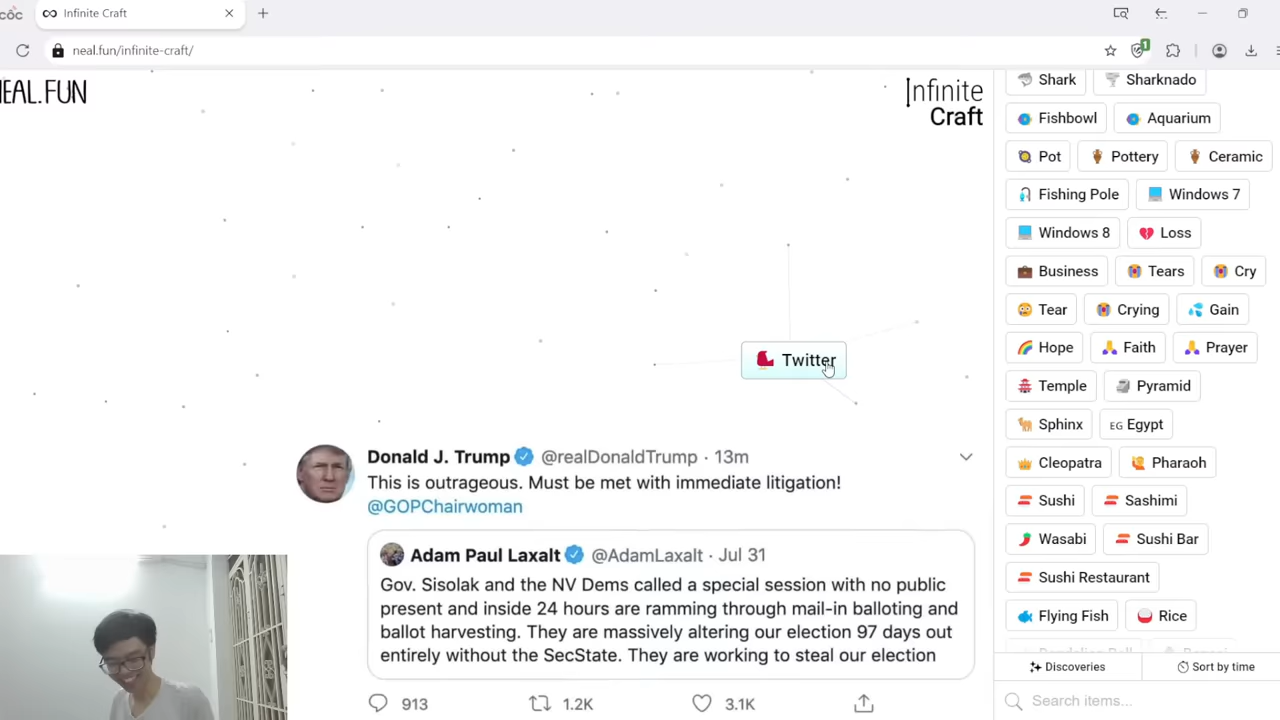 côc
Infinite Craft
neal.fun/infinite-craft/
1
NEAL.FUN
Infinite
Craft
Shark
Sharknado
Fishbowl
Aquarium
Pot
Pottery
Ceramic
Fishing Pole
Windows 7
Windows 8
Loss
Business
Tears
Cry
Tear
Crying
Gain
Hope
Faith
Prayer
Temple
Pyramid
Sphinx
EG Egypt
Cleopatra
Pharaoh
Sushi
Sashimi
Wasabi
Sushi Bar
Sushi Restaurant
Flying Fish
Rice
Discoveries
Sort by time
Search items...
Twitter
Donald J. Trump @realDonaldTrump · 13m
This is outrageous. Must be met with immediate litigation!
@GOPChairwoman
Adam Paul Laxalt @AdamLaxalt · Jul 31
Gov. Sisolak and the NV Dems called a special session with no public
present and inside 24 hours are ramming through mail-in balloting and
ballot harvesting. They are massively altering our election 97 days out
entirely without the SecState. They are working to steal our election
913
1.2K
3.1K